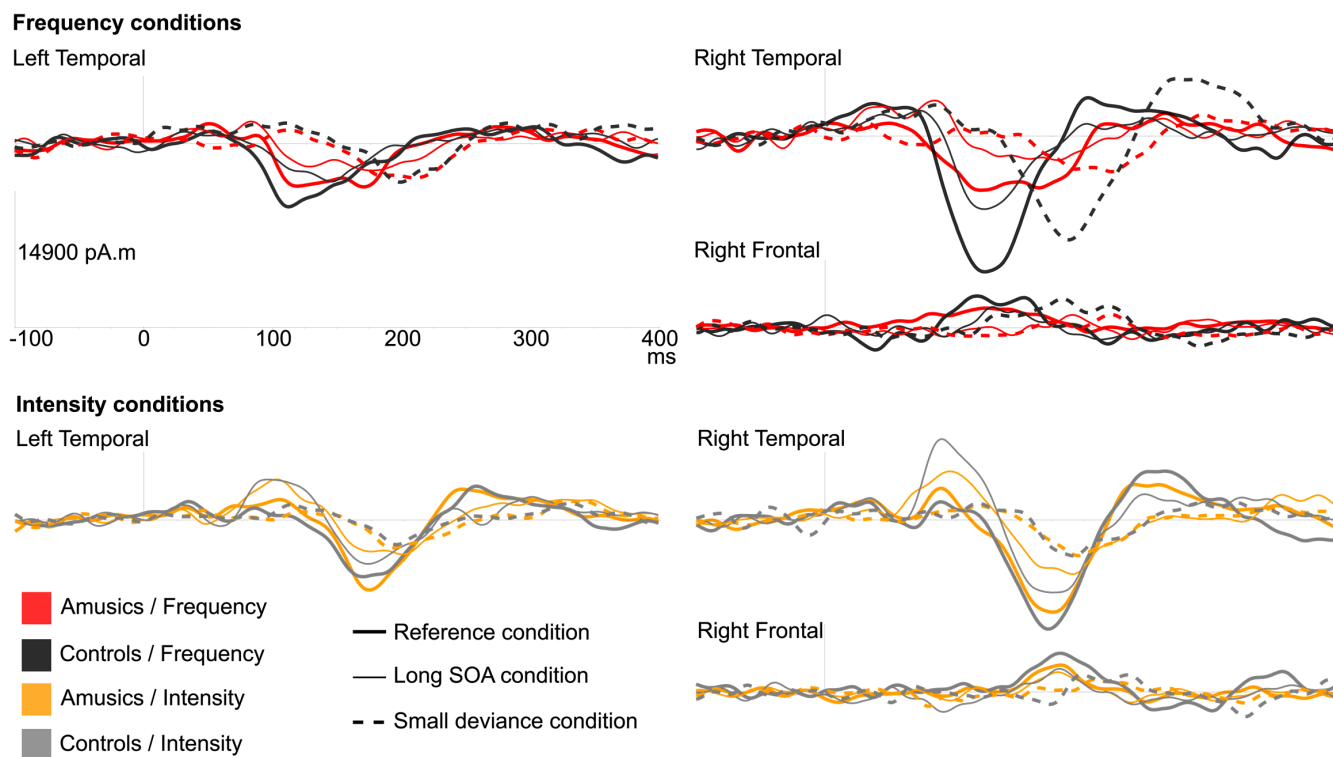 Frequency conditions
Left Temporal
Right Temporal
14900 pA.m
Right Frontal
-100 0 100 200 300 400
ms
Intensity conditions
Left Temporal
Right Temporal
Amusics / Frequency
Controls / Frequency
Amusics / Intensity
Controls / Intensity
Reference condition
Long SOA condition
Small deviance condition
Right Frontal